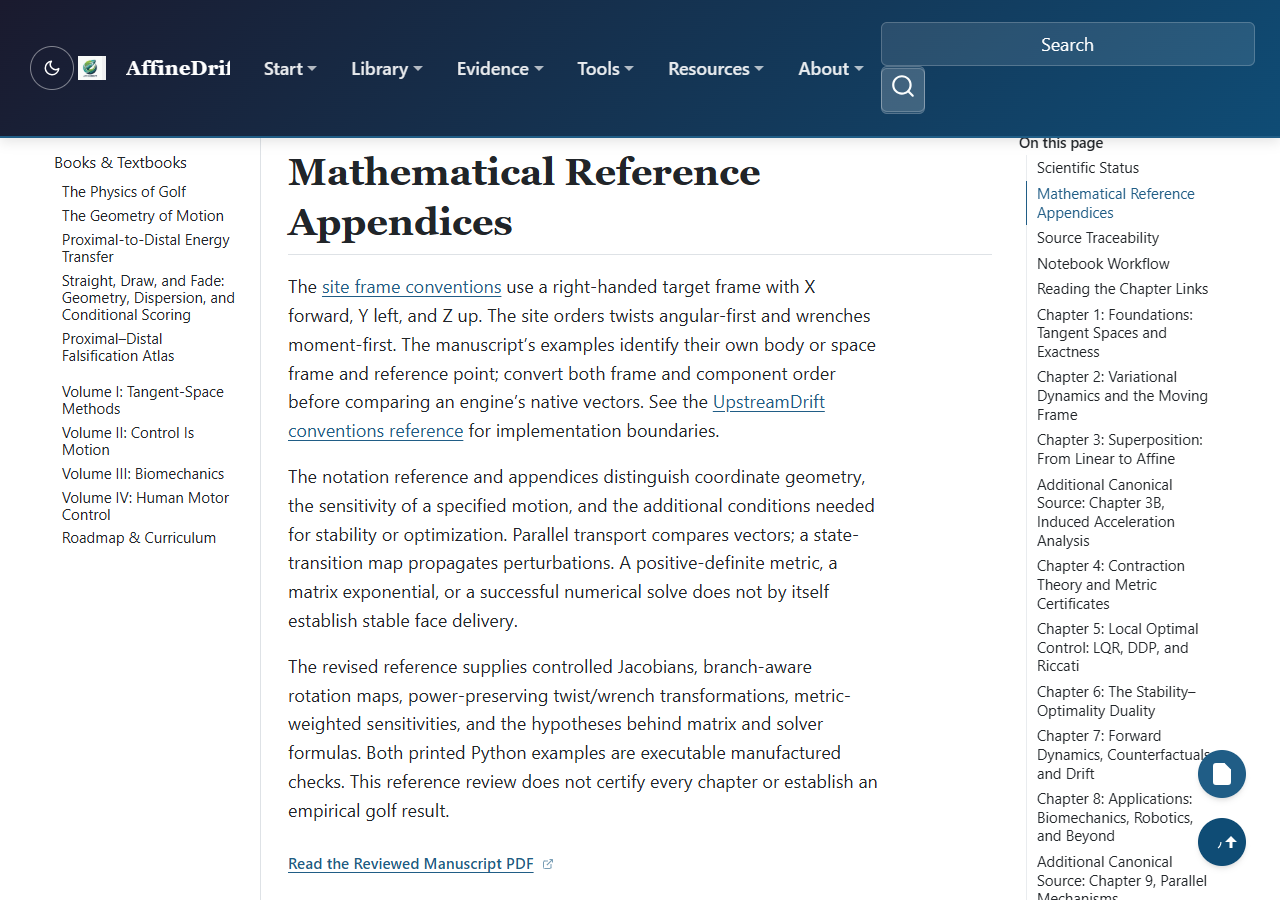 AffineDrif
Start
Library
Evidence
Tools
Resources
About
Search
Books & Textbooks
The Physics of Golf
The Geometry of Motion
Proximal-to-Distal Energy
Transfer
Straight, Draw, and Fade:
Geometry, Dispersion, and
Conditional Scoring
Proximal–Distal
Falsification Atlas
Volume I: Tangent-Space
Methods
Volume II: Control Is
Motion
Volume III: Biomechanics
Volume IV: Human Motor
Control
Roadmap & Curriculum
Mathematical Reference
Appendices
The site frame conventions use a right-handed target frame with X
forward, Y left, and Z up. The site orders twists angular-first and wrenches
moment-first. The manuscript’s examples identify their own body or space
frame and reference point; convert both frame and component order
before comparing an engine’s native vectors. See the UpstreamDrift
conventions reference for implementation boundaries.
The notation reference and appendices distinguish coordinate geometry,
the sensitivity of a specified motion, and the additional conditions needed
for stability or optimization. Parallel transport compares vectors; a state-
transition map propagates perturbations. A positive-definite metric, a
matrix exponential, or a successful numerical solve does not by itself
establish stable face delivery.
The revised reference supplies controlled Jacobians, branch-aware
rotation maps, power-preserving twist/wrench transformations, metric-
weighted sensitivities, and the hypotheses behind matrix and solver
formulas. Both printed Python examples are executable manufactured
checks. This reference review does not certify every chapter or establish an
empirical golf result.
Read the Reviewed Manuscript PDF
On this page
Scientific Status
Mathematical Reference
Appendices
Source Traceability
Notebook Workflow
Reading the Chapter Links
Chapter 1: Foundations:
Tangent Spaces and
Exactness
Chapter 2: Variational
Dynamics and the Moving
Frame
Chapter 3: Superposition:
From Linear to Affine
Additional Canonical
Source: Chapter 3B,
Induced Acceleration
Analysis
Chapter 4: Contraction
Theory and Metric
Certificates
Chapter 5: Local Optimal
Control: LQR, DDP, and
Riccati
Chapter 6: The Stability–
Optimality Duality
Chapter 7: Forward
Dynamics, Counterfactuals
and Drift
Chapter 8: Applications:
Biomechanics, Robotics,
and Beyond
Additional Canonical
Source: Chapter 9, Parallel
Mechanisms